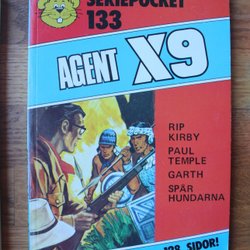 SERIEPOCKET
133
AGENT X9
RIP
KIRBY
PAUL
TEMPLE
GARTH
SPÅR
HUNDARNA
128 SIDOR!